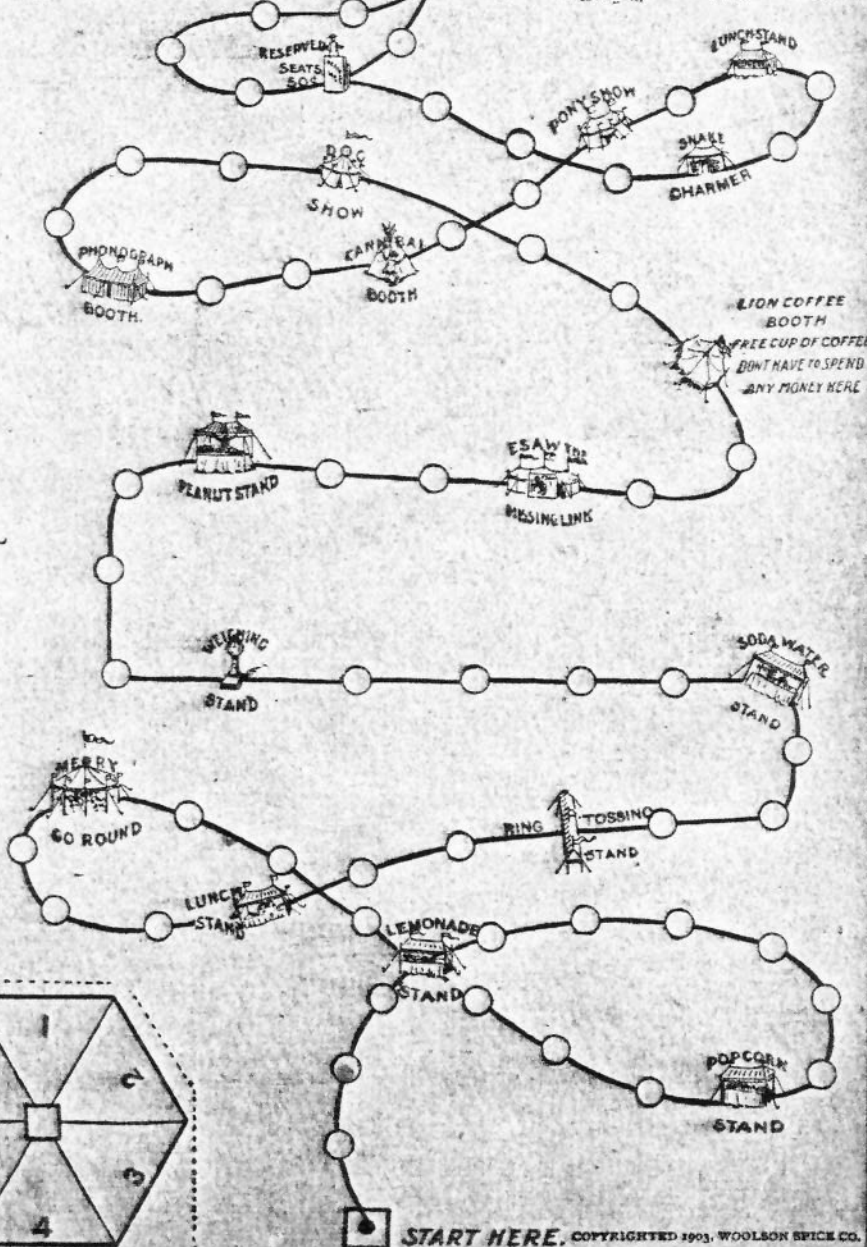 RESERVED
SEATS
50¢
LUNCH STAND
PONY SHOW
SNAKE
CHARMER
DOG
SHOW
PHONOGRAPH
BOOTH.
KANNIBAL
BOOTH
LION COFFEE
BOOTH
FREE CUP OF COFFEE
DONT HAVE TO SPEND
ANY MONEY HERE
PEANUT STAND
ESAW THE
MISSING LINK
WEIGHING
STAND
SODA WATER
STAND
MERRY
GO ROUND
RING TOSSING
STAND
LUNCH
STAND
LEMONADE
STAND
POPCORN
STAND
1
2
3
4
START HERE. COPYRIGHTED 1903, WOOLSON SPICE CO.